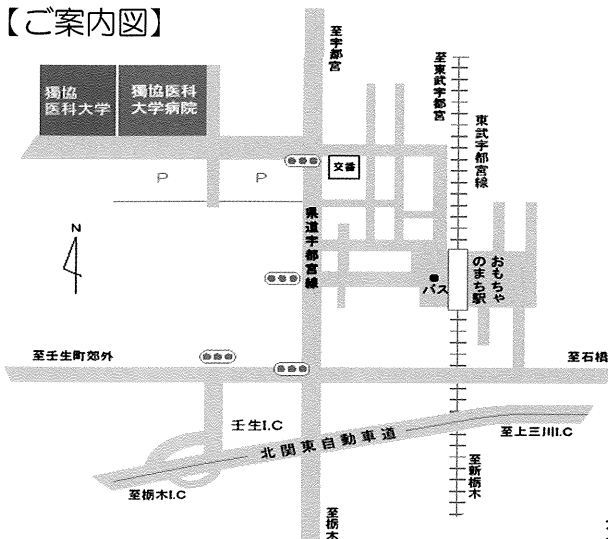 【ご案内図】
至宇都宮
至東武宇都宮
東武宇都宮線
獨協
医科大学
獨協医科
大学病院
交番
P
P
N
県道宇都宮線
バス
おもちゃ
のまち駅
至壬生町郊外
至石橋
壬生I.C
北関東自動車道
至上三川I.C
至栃木I.C
至新栃木
至栃木